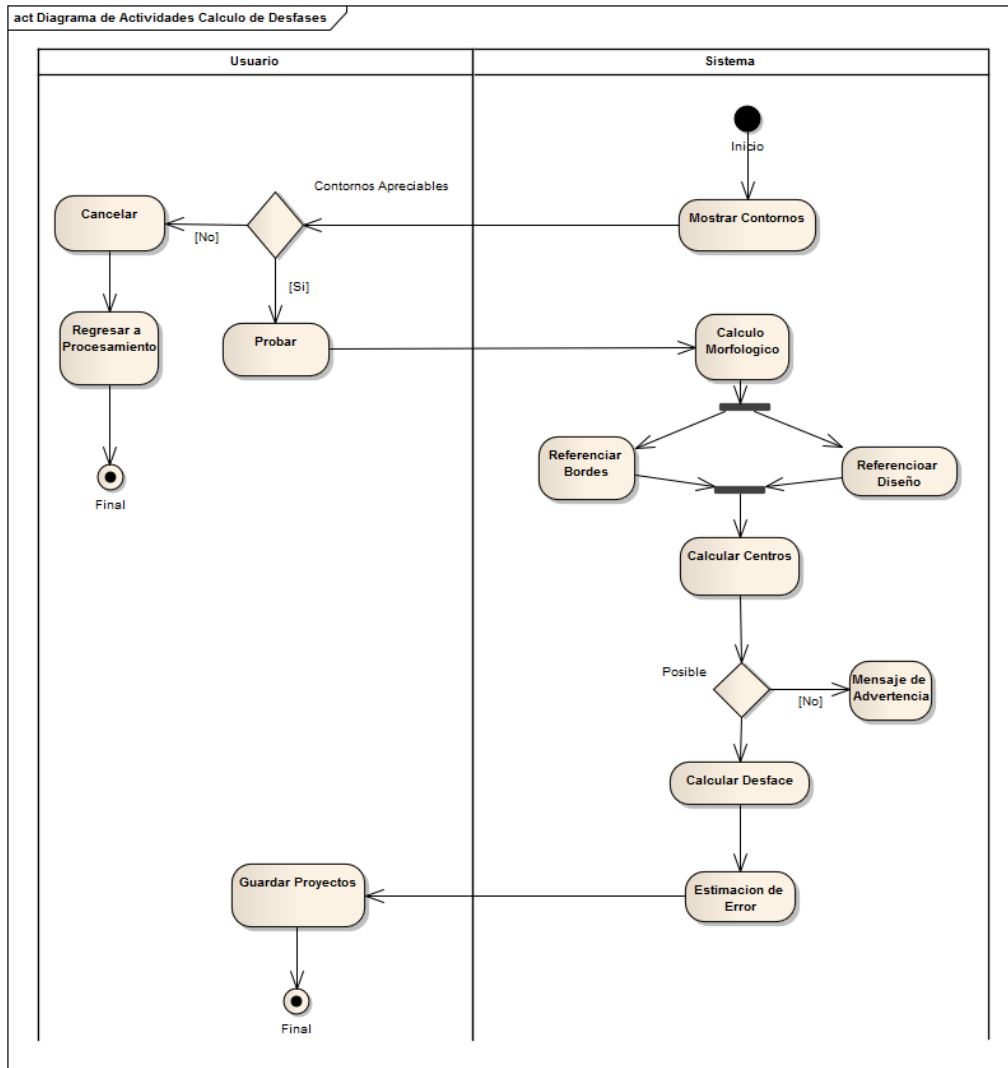 act Diagrama de Actividades Calculo de Desfases
Usuario
Sistema
Inicio
Contornos Apreciables
Cancelar
Mostrar Contornos
[No]
[Si]
Regresar a
Procesamiento
Probar
Calculo
Morfologico
Referenciar
Bordes
Referencioar
Diseño
Final
Calcular Centros
Posible
Mensaje de
Advertencia
[No]
Calcular Desface
Guardar Proyectos
Estimacion de
Error
Final